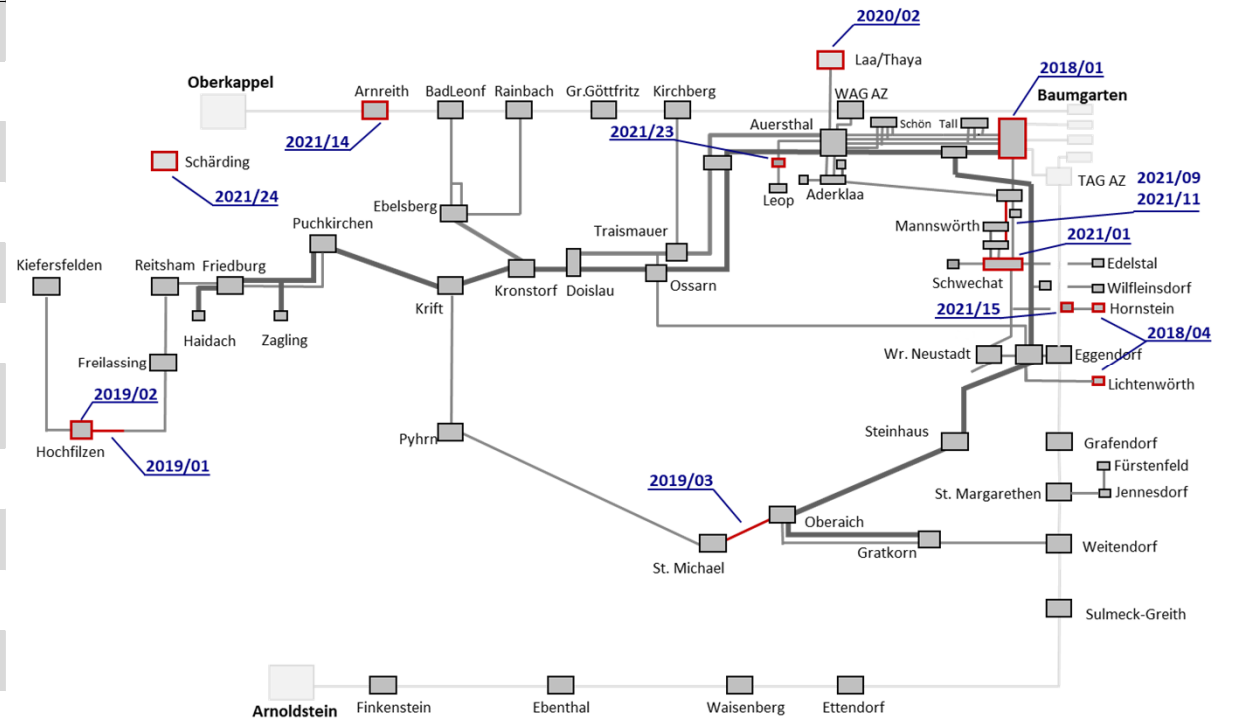 2020/02
Laa/Thaya
2018/01
Oberkappel
Baumgarten
Arnreith
BadLeonf
Rainbach
Gr.Göttfritz
Kirchberg
WAG AZ
Auersthal
Schön
Tall
2021/14
2021/23
Schärding
TAG AZ
2021/09
2021/24
Leop
Aderklaa
2021/11
Ebelsberg
Puchkirchen
Traismauer
Mannswörth
2021/01
Kiefersfelden
Reitsham
Friedburg
Edelstal
Kronstorf
Doislau
Ossarn
Schwechat
Wilfleinsdorf
Krift
2021/15
Hornstein
Haidach
Zagling
2018/04
Freilassing
Wr. Neustadt
Eggendorf
Lichtenwörth
2019/02
Hochfilzen
Pyhrn
Steinhaus
Grafendorf
2019/01
Fürstenfeld
2019/03
St. Margarethen
Jennesdorf
Oberaich
Gratkorn
Weitendorf
St. Michael
Sulmeck-Greith
Arnoldstein
Finkenstein
Ebenthal
Waisenberg
Ettendorf